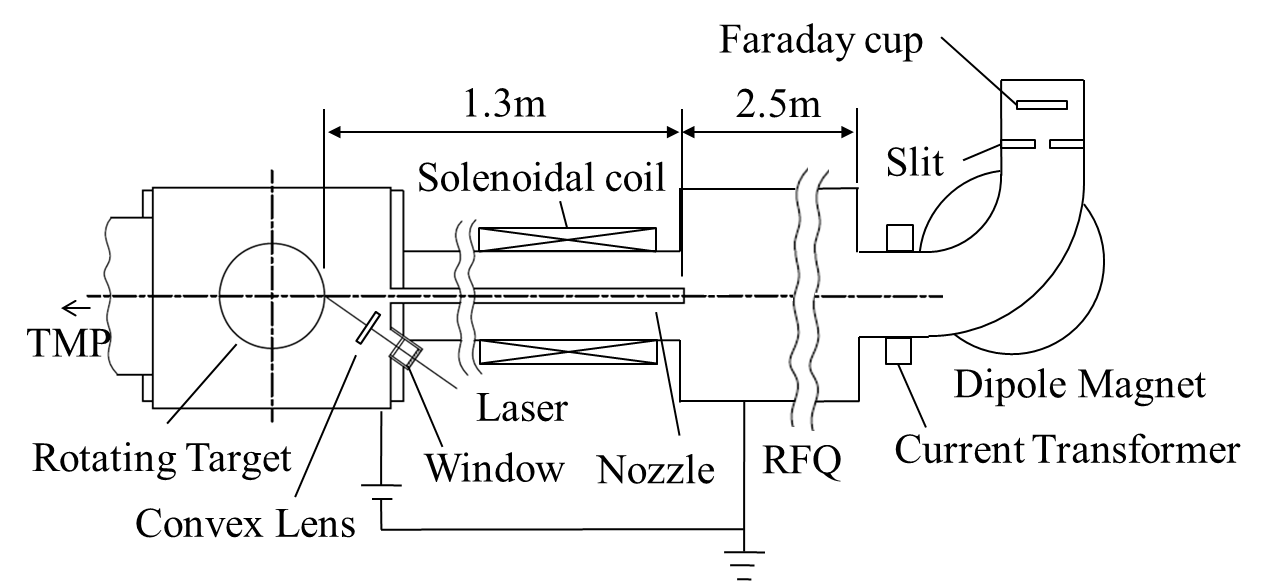 Faraday cup
1.3m
2.5m
Slit
Solenoidal coil
TMP
Laser
Dipole Magnet
Rotating Target
Window
Nozzle
RFQ
Current Transformer
Convex Lens